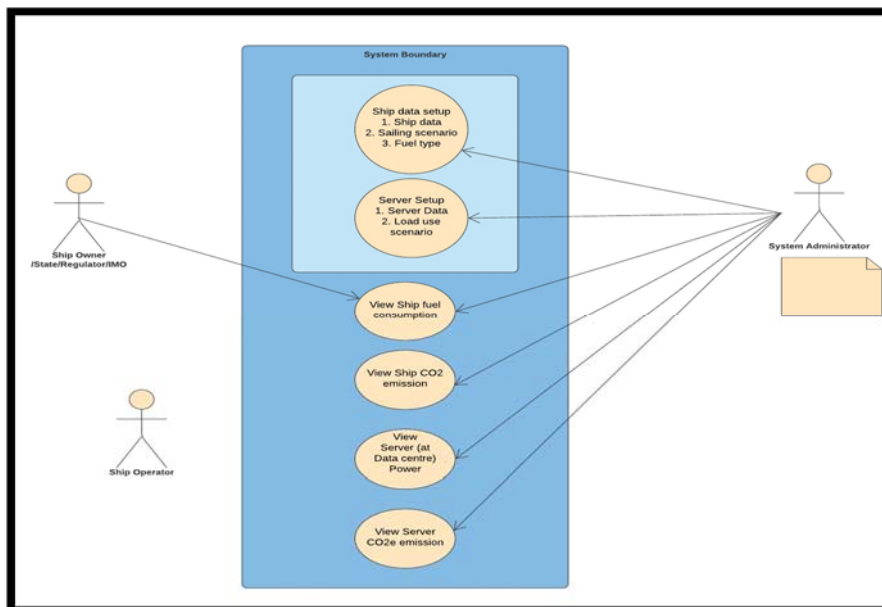 System Boundary
Ship data setup
1. Ship data
2. Sailing scenario
3. Fuel type
Server Setup
1. Server Data
2. Load use
scenario
Ship Owner
/State/Regulator/IMO
System Administrator
View Ship fuel
consumption
View Ship CO2
emission
Ship Operator
View
Server (at
Data centre)
Power
View Server
CO2e emission